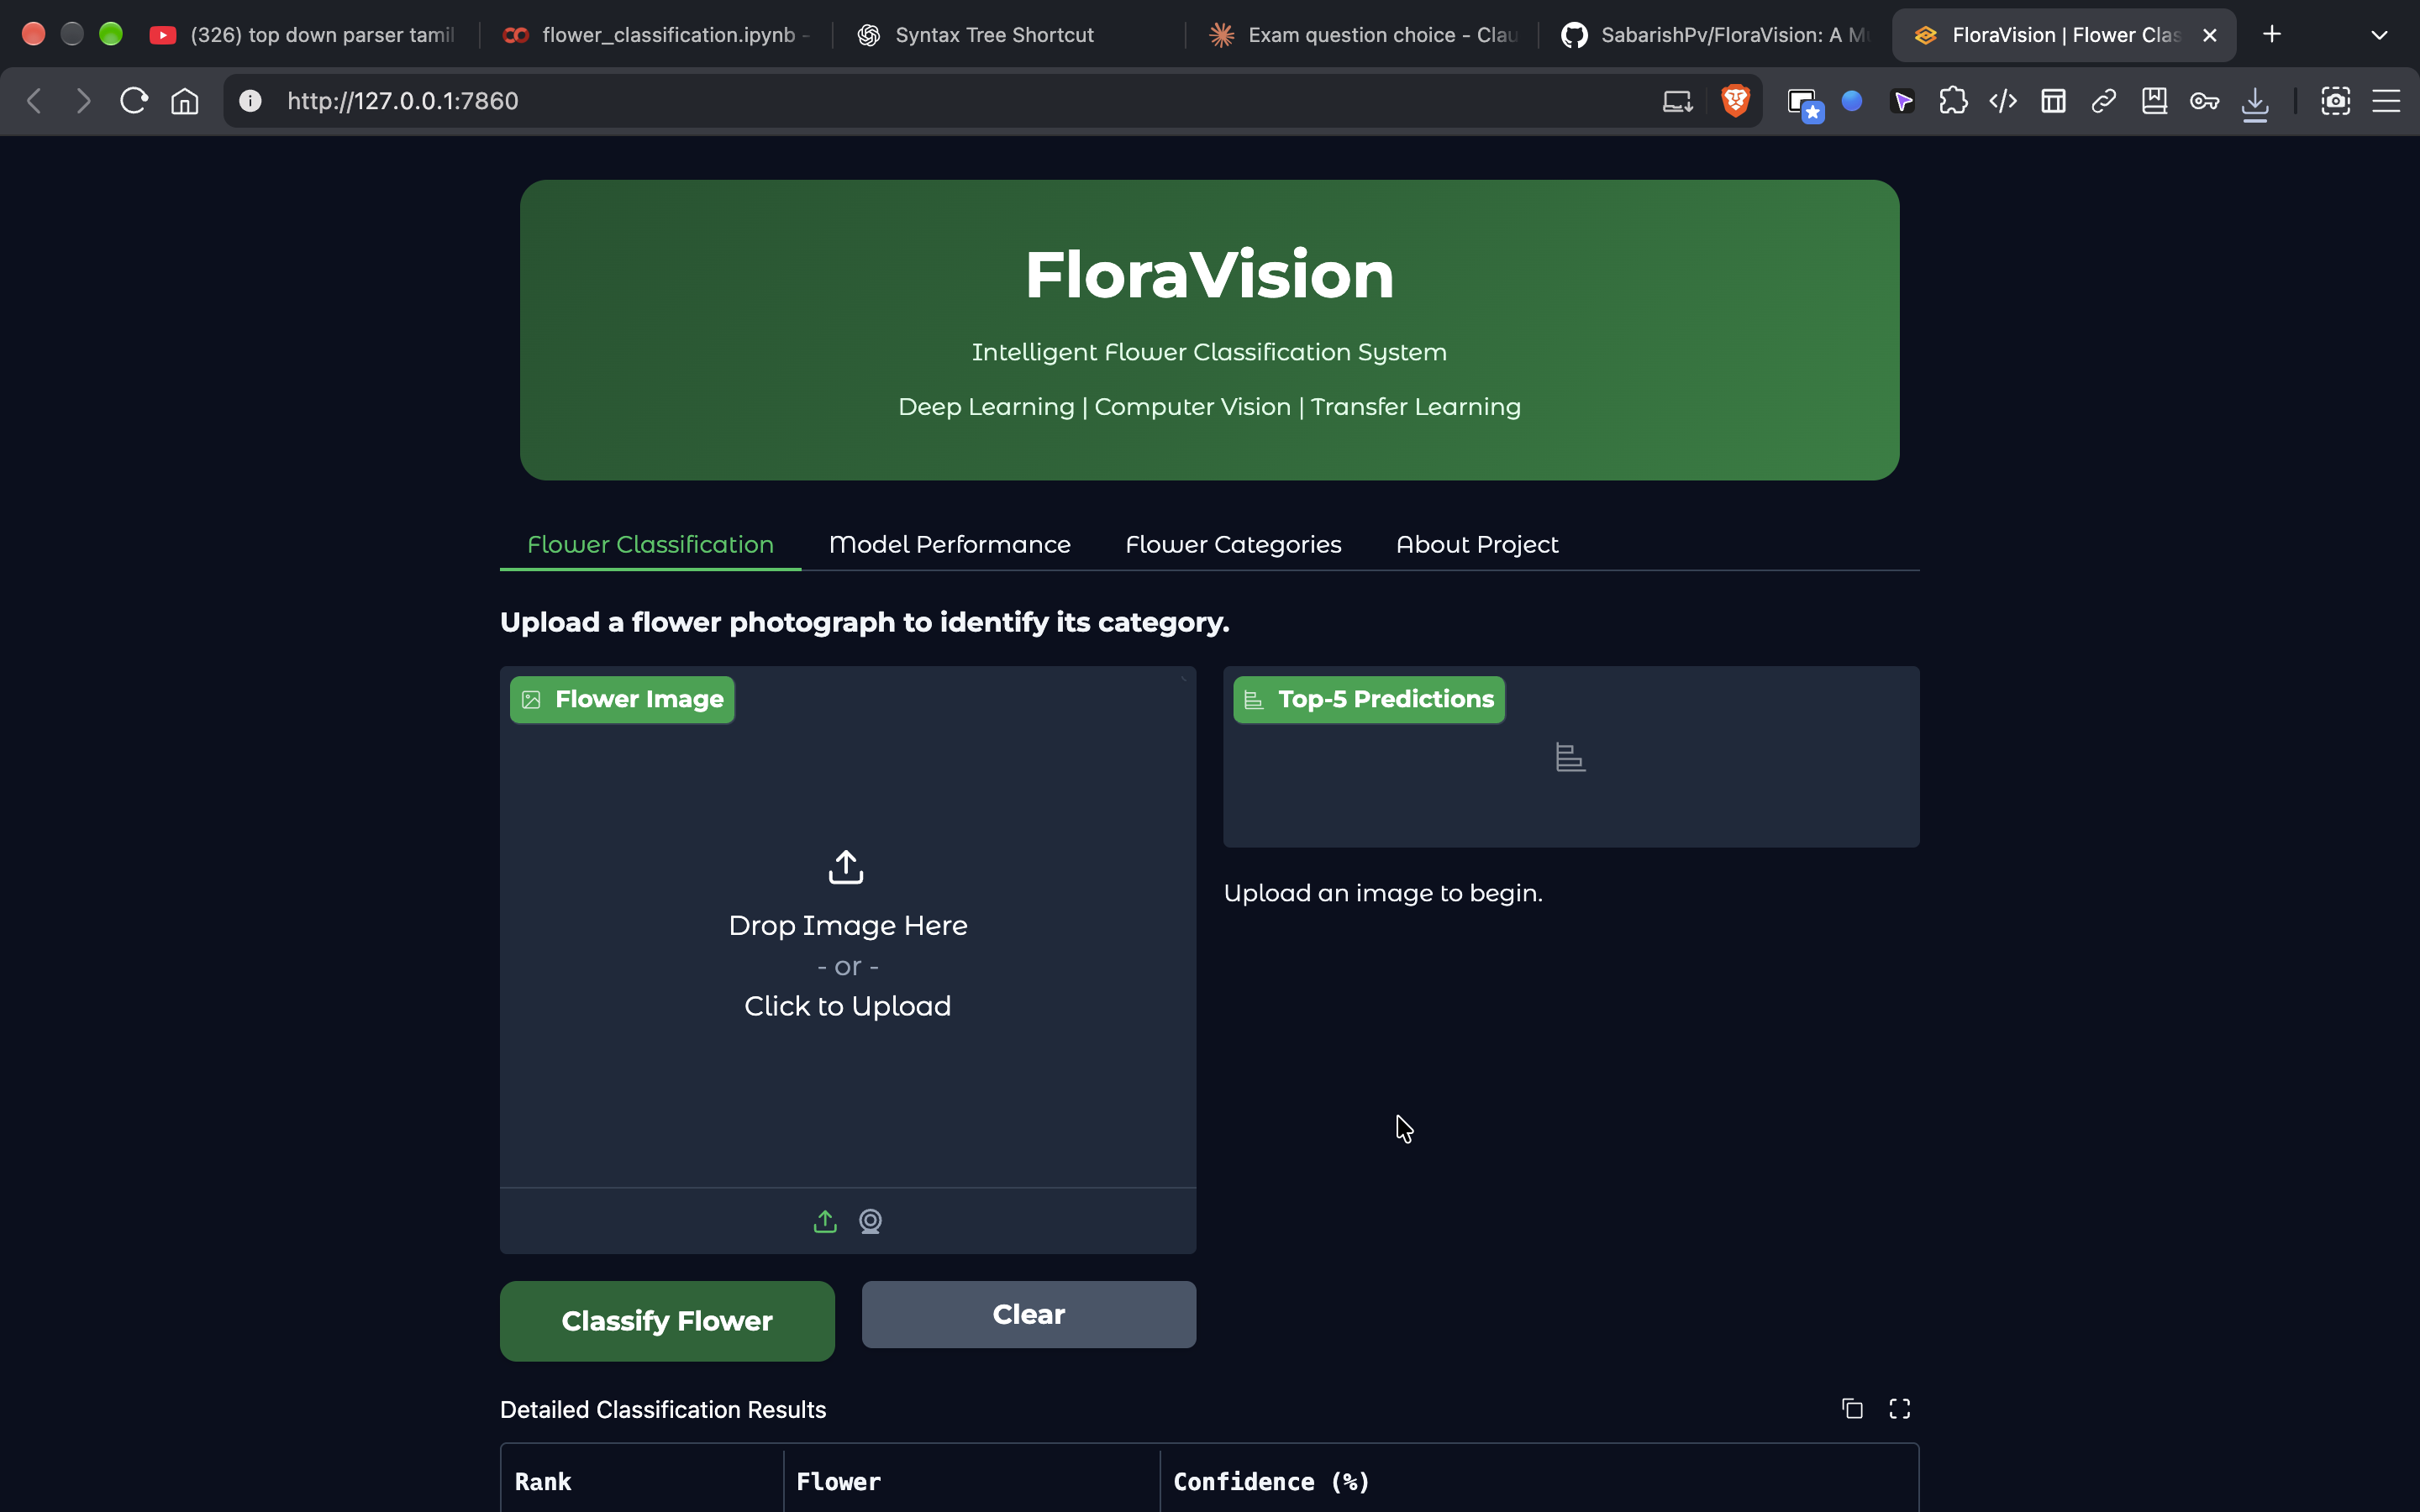 (326) top down parser tamil
flower_classification.ipynb -
Syntax Tree Shortcut
Exam question choice - Clau
SabarishPv/FloraVision: A Mu
FloraVision | Flower Clas
http://127.0.0.1:7860
FloraVision
Intelligent Flower Classification System
Deep Learning | Computer Vision | Transfer Learning
Flower Classification
Model Performance
Flower Categories
About Project
Upload a flower photograph to identify its category.
Flower Image
Top-5 Predictions
Drop Image Here
- or -
Click to Upload
Upload an image to begin.
Classify Flower
Clear
Detailed Classification Results
Rank
Flower
Confidence (%)